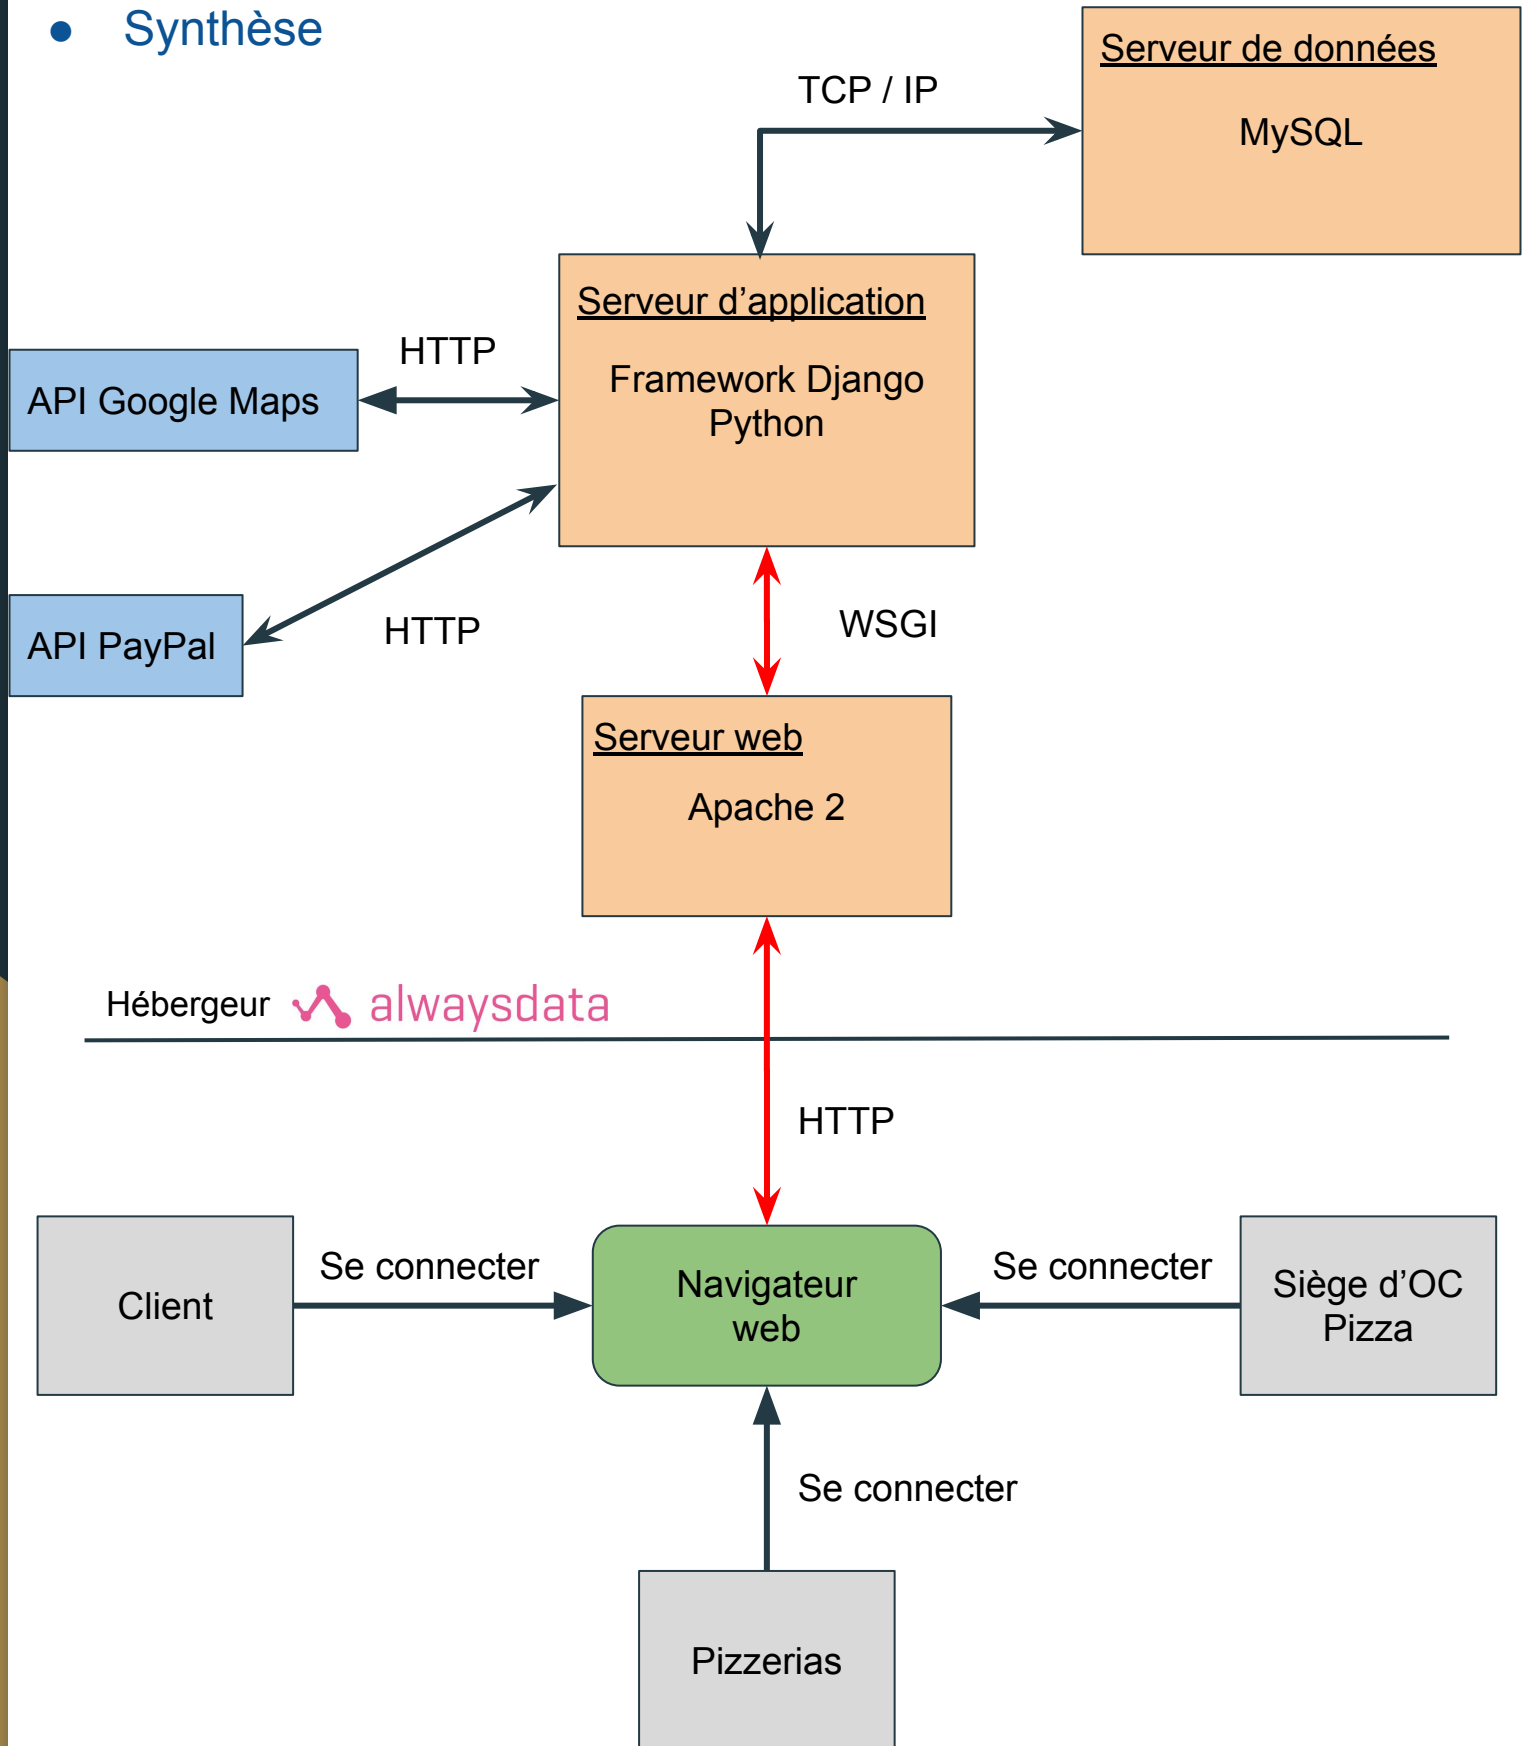 ● Synthèse
Serveur de données
TCP / IP
MySQL
Serveur d’application
HTTP
Framework Django
Python
API Google Maps
HTTP
API PayPal
WSGI
Serveur web
Apache 2
Hébergeur alwaysdata
HTTP
Se connecter
Se connecter
Client
Navigateur
web
Siège d’OC
Pizza
Se connecter
Pizzerias